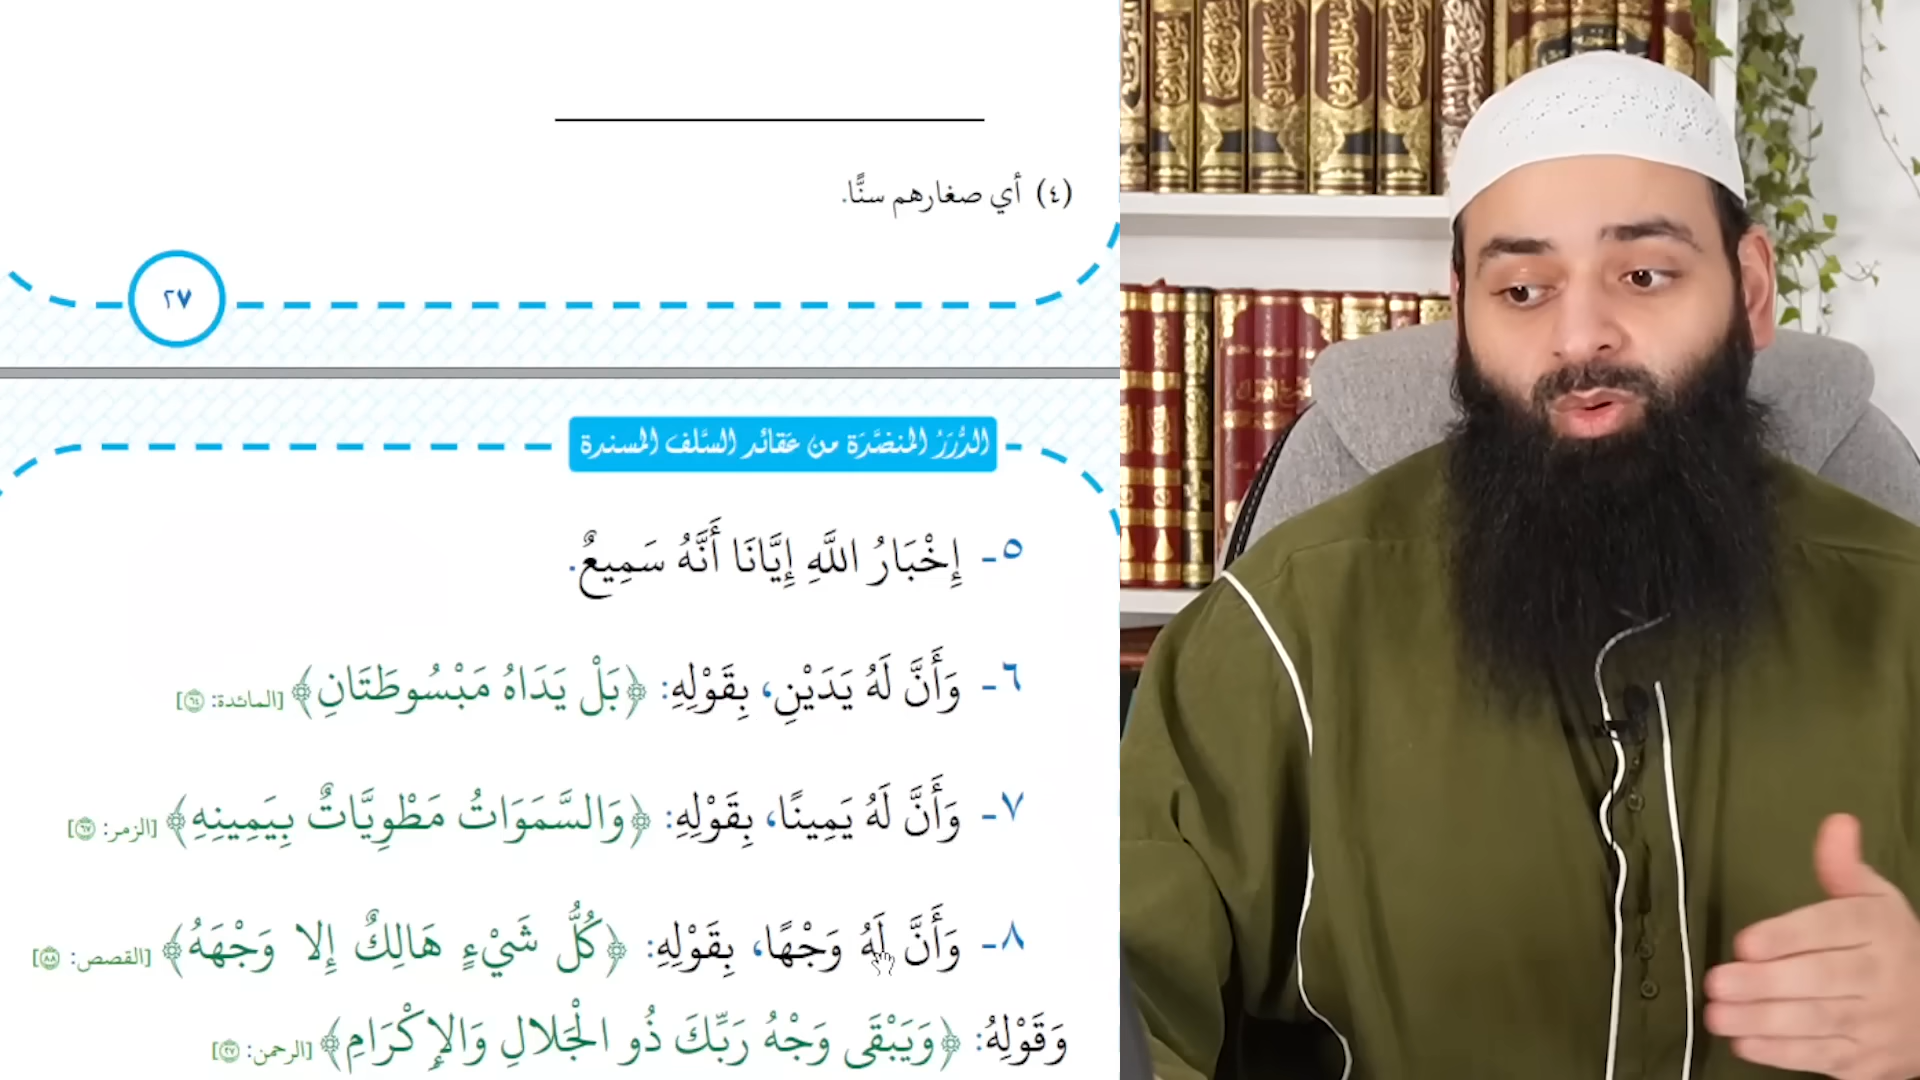 (٤) أي صغارهم سنًّا.
٢٧
الدُّرَرُ المنضَّدَة من عقائد السَّلف المسندة
٥- إِخْبَارُ اللَّهِ إِيَّانَا أَنَّهُ سَمِيعٌ.
٦- وَأَنَّ لَهُ يَدَيْنِ، بِقَوْلِهِ: ﴿بَلْ يَدَاهُ مَبْسُوطَتَانِ﴾ [المائدة: ٦٤]
٧- وَأَنَّ لَهُ يَمِينًا، بِقَوْلِهِ: ﴿وَالسَّمَوَاتُ مَطْوِيَّاتٌ بِيَمِينِهِ﴾ [الزمر: ٦٧]
٨- وَأَنَّ لَهُ وَجْهًا، بِقَوْلِهِ: ﴿كُلُّ شَيْءٍ هَالِكٌ إِلا وَجْهَهُ﴾ [القصص: ٨٨]
وَقَوْلِهُ: ﴿وَيَبْقَى وَجْهُ رَبِّكَ ذُو الْجَلالِ وَالإِكْرَامِ﴾ [الرحمن: ٢٧]